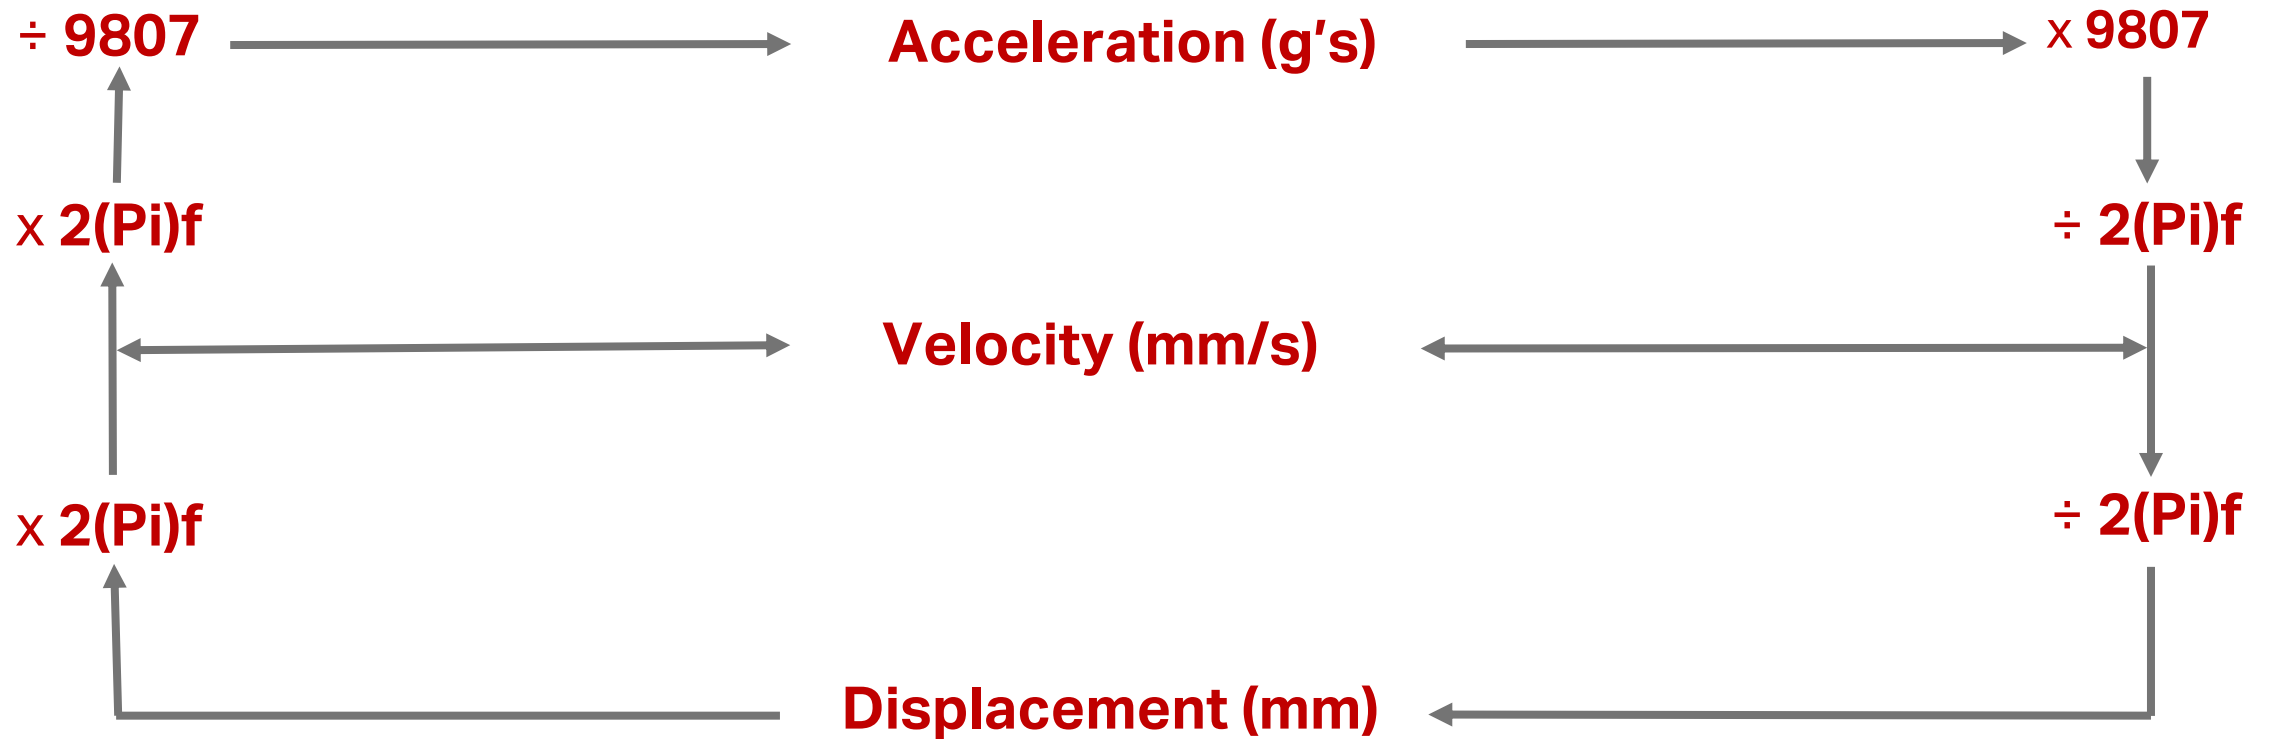 ÷ 9807
Acceleration (g's)
x 9807
x 2(Pi)f
÷ 2(Pi)f
Velocity (mm/s)
x 2(Pi)f
÷ 2(Pi)f
Displacement (mm)